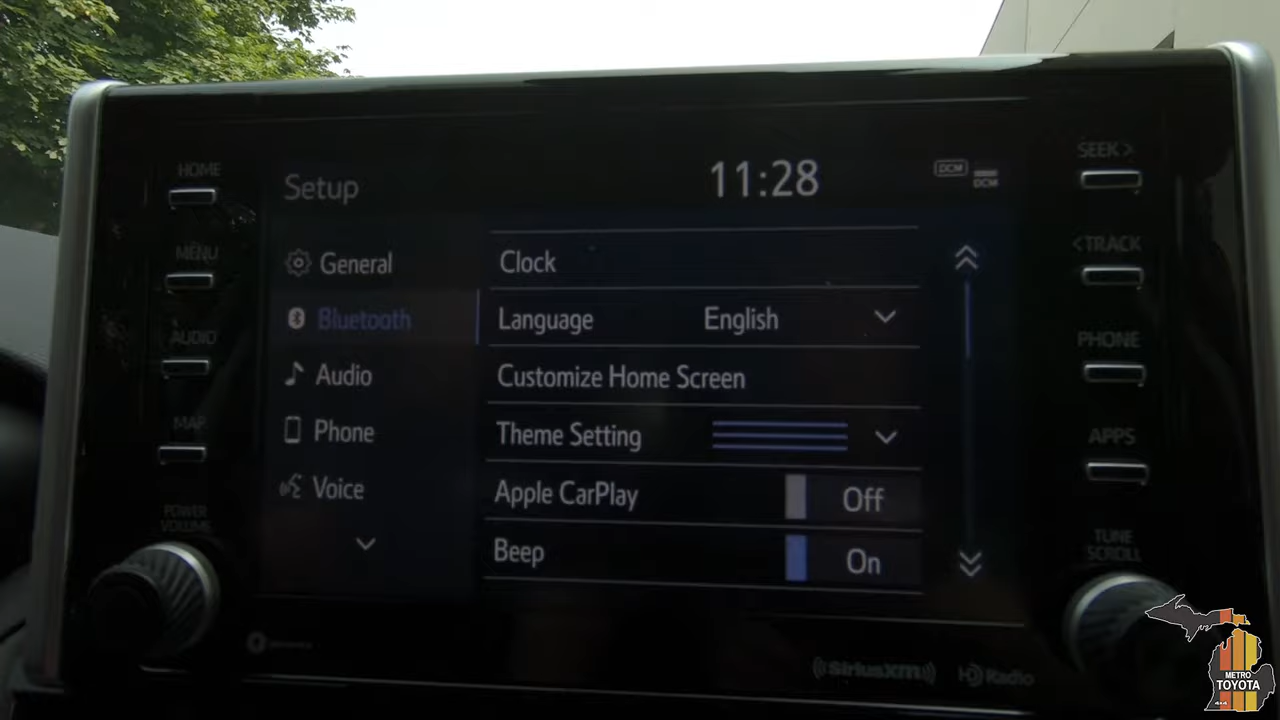 HOME
MENU
AUDIO
MAP
POWER
VOLUME
Setup
11:28
DCM
DCM
General
Bluetooth
Audio
Phone
Voice
Clock
Language English
Customize Home Screen
Theme Setting
Apple CarPlay Off
Beep On
SEEK >
< TRACK
PHONE
APPS
TUNE
SCROLL
((siriusxm))
HD Radio
METRO
TOYOTA
4x4